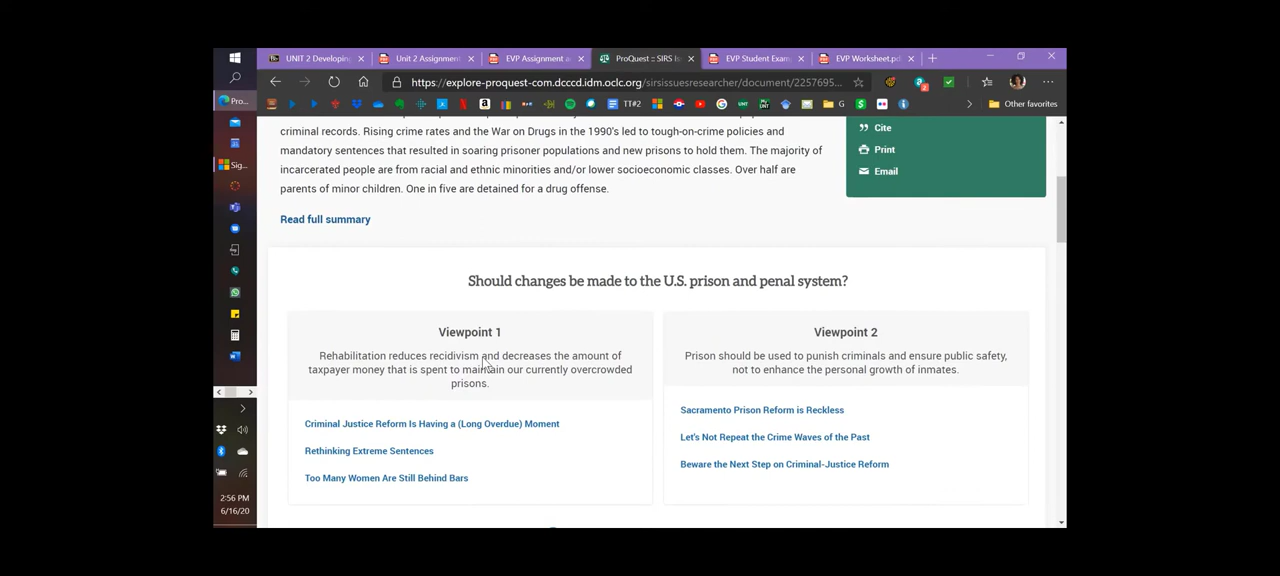 UNIT 2 Developing
Unit 2 Assignment
EVP Assignment
ProQuest :: SIRS Is
EVP Student Exam
EVP Worksheet.pd
https://explore-proquest-com.dcccd.idm.oclc.org/sirsissuesresearcher/document/2257695...
TT#2
G
Other favorites
Pro...
Sig...
criminal records. Rising crime rates and the War on Drugs in the 1990's led to tough-on-crime policies and
mandatory sentences that resulted in soaring prisoner populations and new prisons to hold them. The majority of
incarcerated people are from racial and ethnic minorities and/or lower socioeconomic classes. Over half are
parents of minor children. One in five are detained for a drug offense.
Read full summary
Cite
Print
Email
Should changes be made to the U.S. prison and penal system?
Viewpoint 1
Rehabilitation reduces recidivism and decreases the amount of
taxpayer money that is spent to maintain our currently overcrowded
prisons.
Criminal Justice Reform Is Having a (Long Overdue) Moment
Rethinking Extreme Sentences
Too Many Women Are Still Behind Bars
Viewpoint 2
Prison should be used to punish criminals and ensure public safety,
not to enhance the personal growth of inmates.
Sacramento Prison Reform is Reckless
Let's Not Repeat the Crime Waves of the Past
Beware the Next Step on Criminal-Justice Reform
2:56 PM
6/16/20